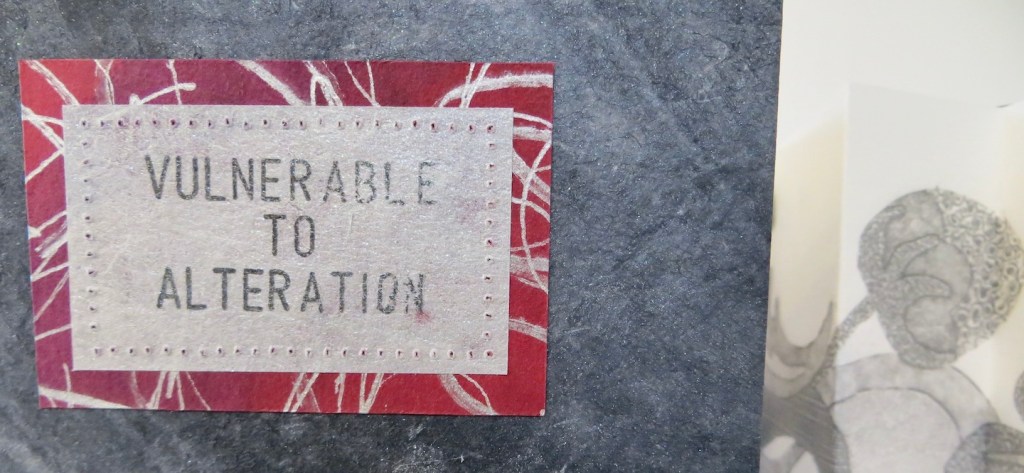 VULNERABLE
TO
ALTERATION